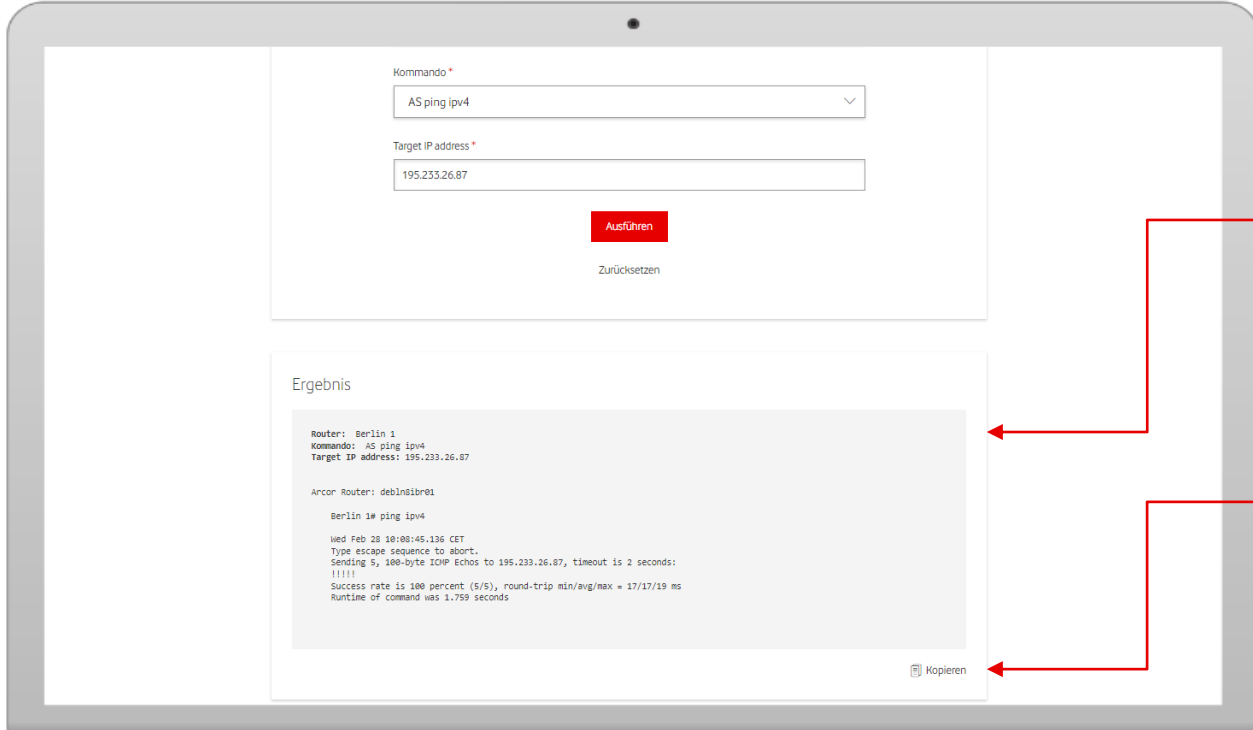 Kommando *
AS ping ipv4
Target IP address *
195.233.26.87
Ausführen
Zurücksetzen
Ergebnis
Router: Berlin 1
Kommando: AS ping ipv4
Target IP address: 195.233.26.87
Arcor Router: debln8ibr01
Berlin 1# ping ipv4
Wed Feb 28 10:08:45.136 CET
Type escape sequence to abort.
Sending 5, 100-byte ICMP Echos to 195.233.26.87, timeout is 2 seconds:
!!!!!
Success rate is 100 percent (5/5), round-trip min/avg/max = 17/17/19 ms
Runtime of command was 1.759 seconds
Kopieren